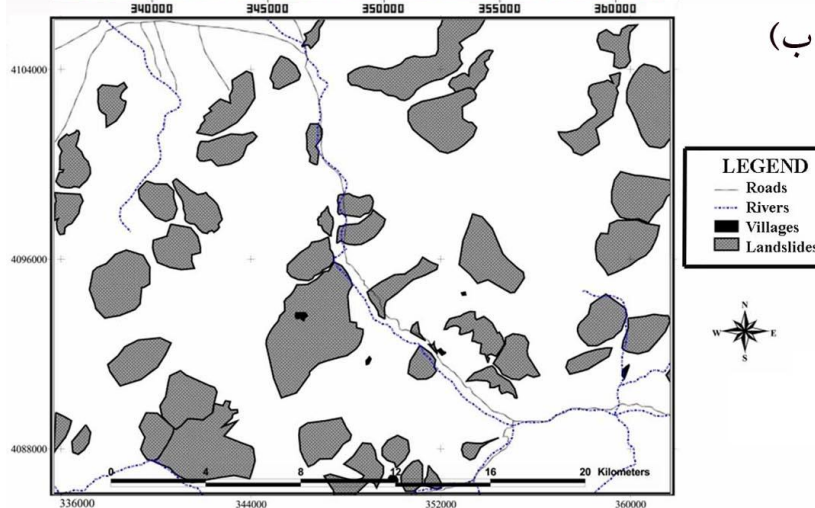 340000 345000 350000 355000 360000
ب)
4104000
LEGEND
Roads
Rivers
Villages
Landslides
4096000
N
W E
S
4088000
0 4 8 12 16 20 Kilometers
336000 344000 352000 360000